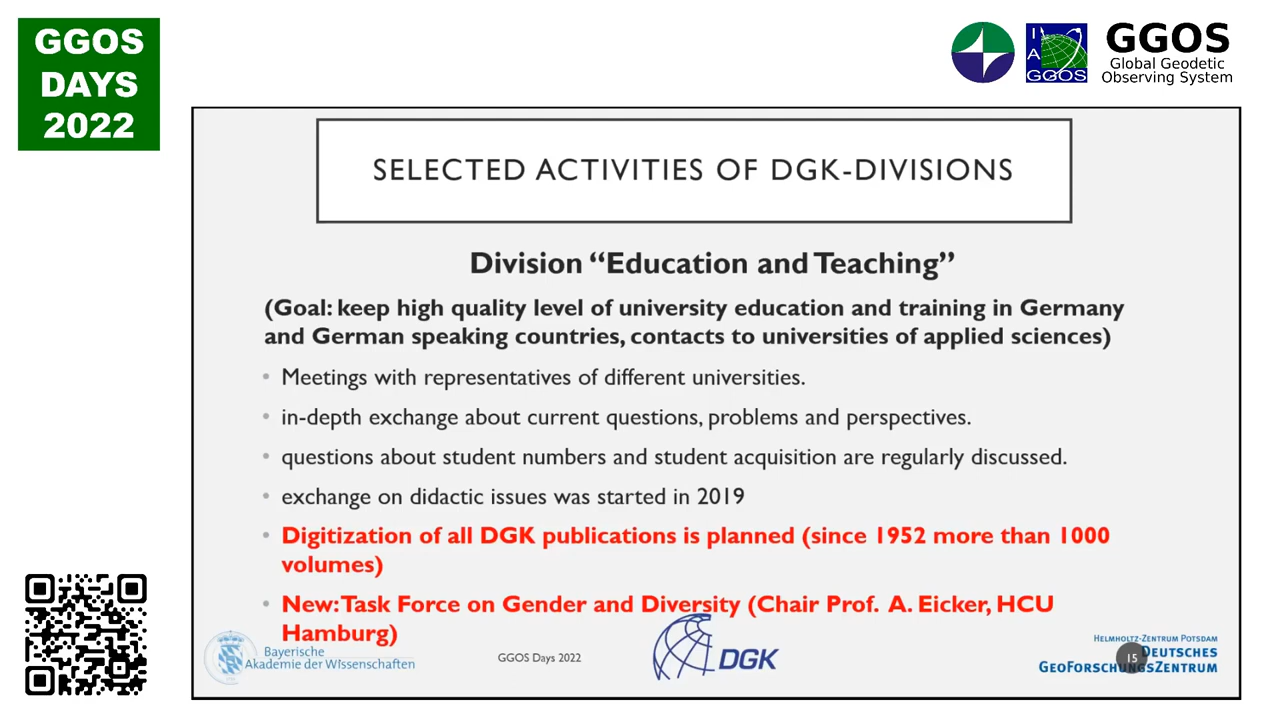 GGOS
DAYS
2022
I
A
GGOS
GGOS
Global Geodetic
Observing System
SELECTED ACTIVITIES OF DGK-DIVISIONS
Division “Education and Teaching”
(Goal: keep high quality level of university education and training in Germany
and German speaking countries, contacts to universities of applied sciences)
• Meetings with representatives of different universities.
• in-depth exchange about current questions, problems and perspectives.
• questions about student numbers and student acquisition are regularly discussed.
• exchange on didactic issues was started in 2019
• Digitization of all DGK publications is planned (since 1952 more than 1000
volumes)
• New: Task Force on Gender and Diversity (Chair Prof. A. Eicker, HCU
Hamburg)
Bayerische
Akademie der Wissenschaften
GGOS Days 2022
DGK
HELMHOLTZ-ZENTRUM POTSDAM
DEUTSCHES
GEOFORSCHUNGSZENTRUM
15